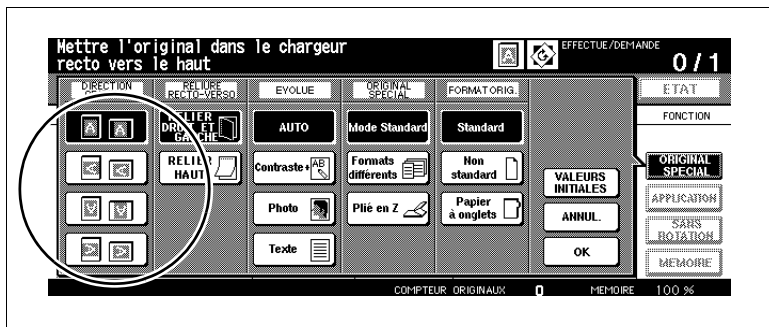 Mettre l'original dans le chargeur
recto vers le haut
EFFECTUE/DEMANDE
0/1
DIRECTION
RELIURE
RECTO-VERSO
EVOLUE
ORIGINAL
SPECIAL
FORMAT ORIG.
ETAT
FONCTION
RELIER
DROIT ET
GAUCHE
AUTO
Mode Standard
Standard
ORIGINAL
SPECIAL
RELIER
HAUT
Contraste+
AB
Formats
différents
Non
standard
VALEURS
INITIALES
APPLICATION
Photo
Plié en Z
Papier
à onglets
ANNUL.
SANS
ROTATION
Texte
OK
MEMOIRE
COMPTEUR ORIGINAUX 0 MEMOIRE 100 %